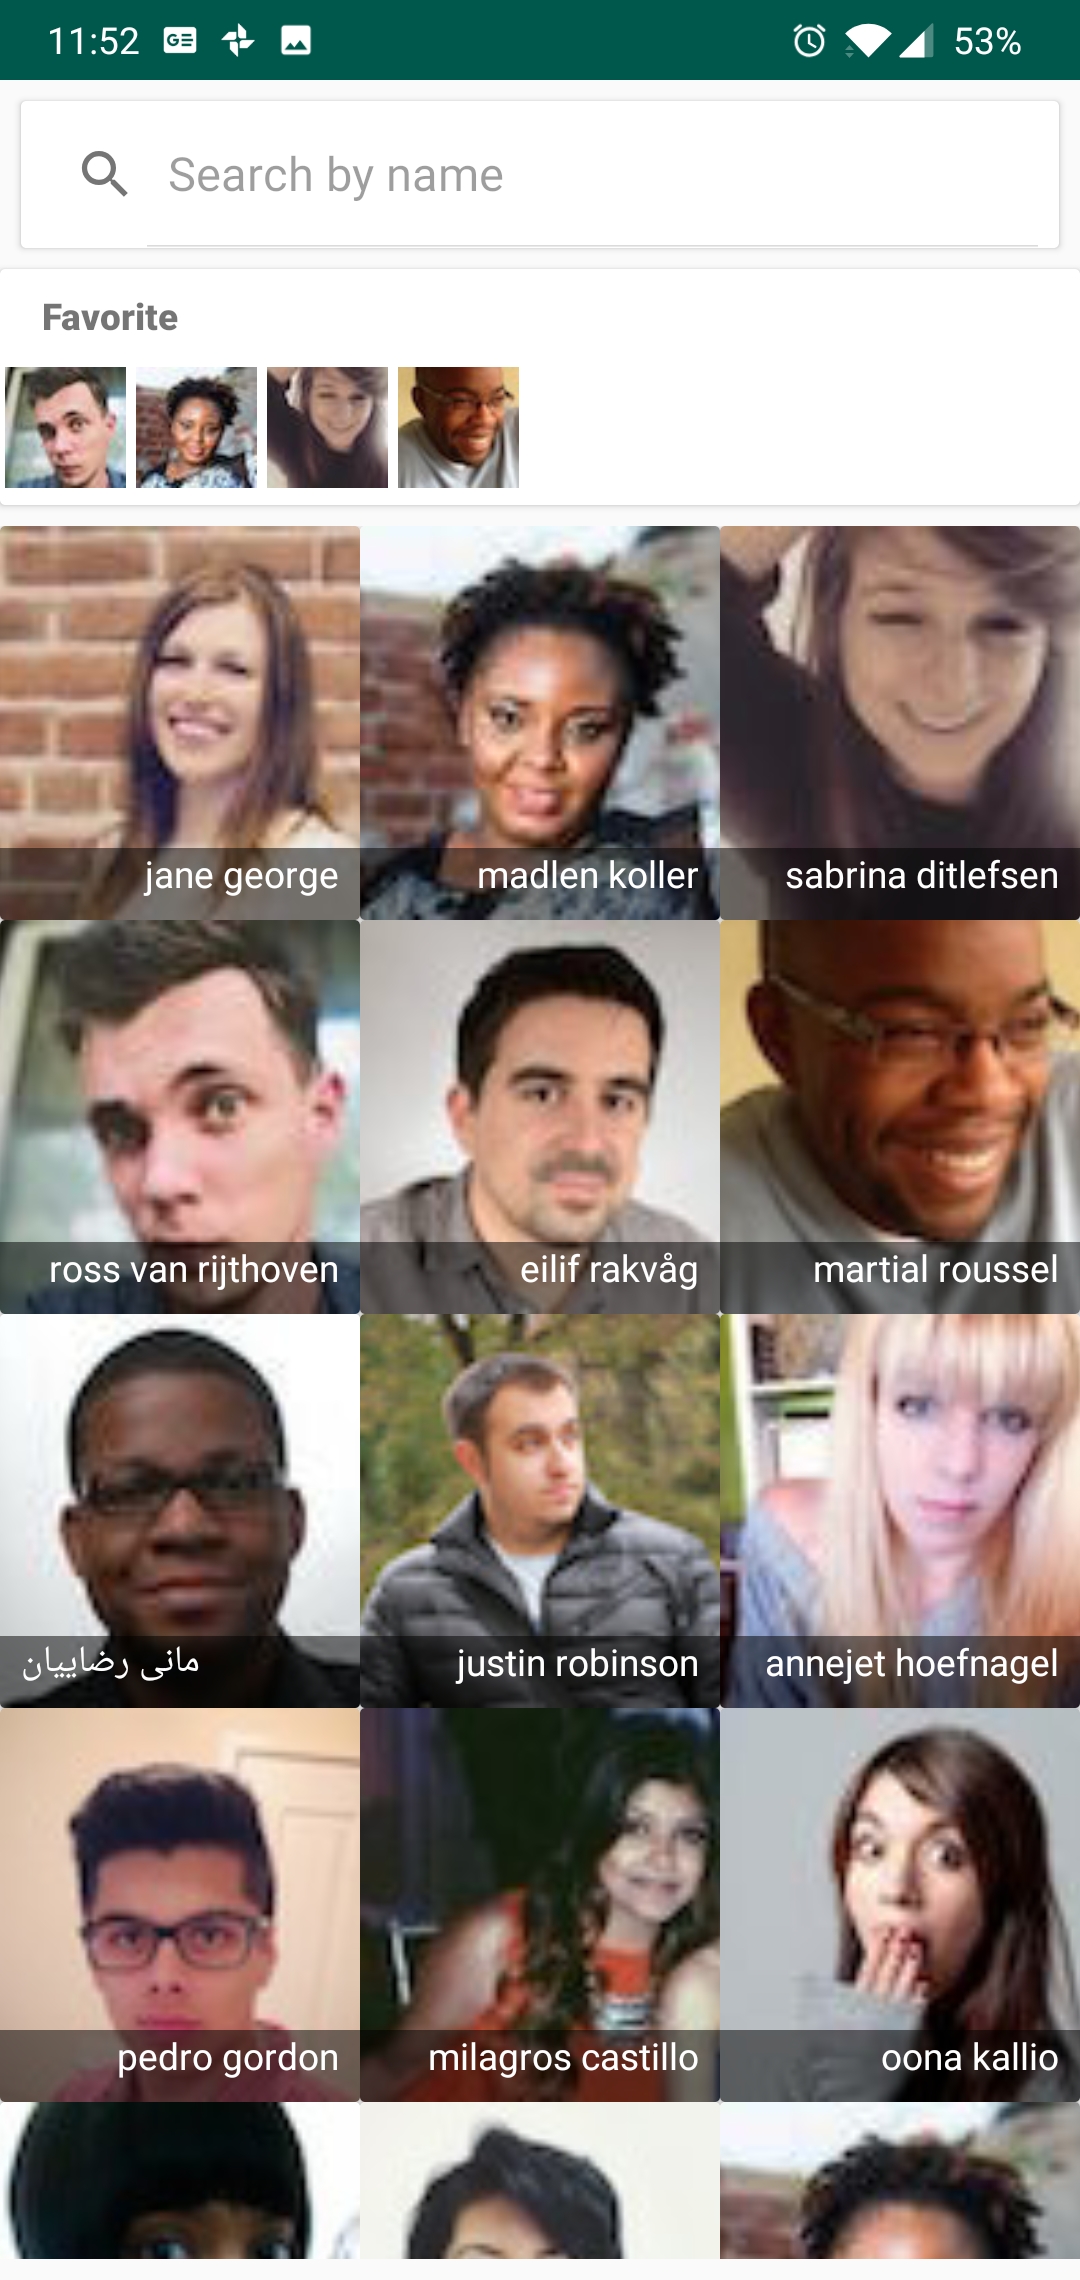 11:52 GE 53%
Search by name
Favorite
jane george
madlen koller
sabrina ditlefsen
ross van rijthoven
eilif rakvåg
martial roussel
مانی رضاییان
justin robinson
annejet hoefnagel
pedro gordon
milagros castillo
oona kallio